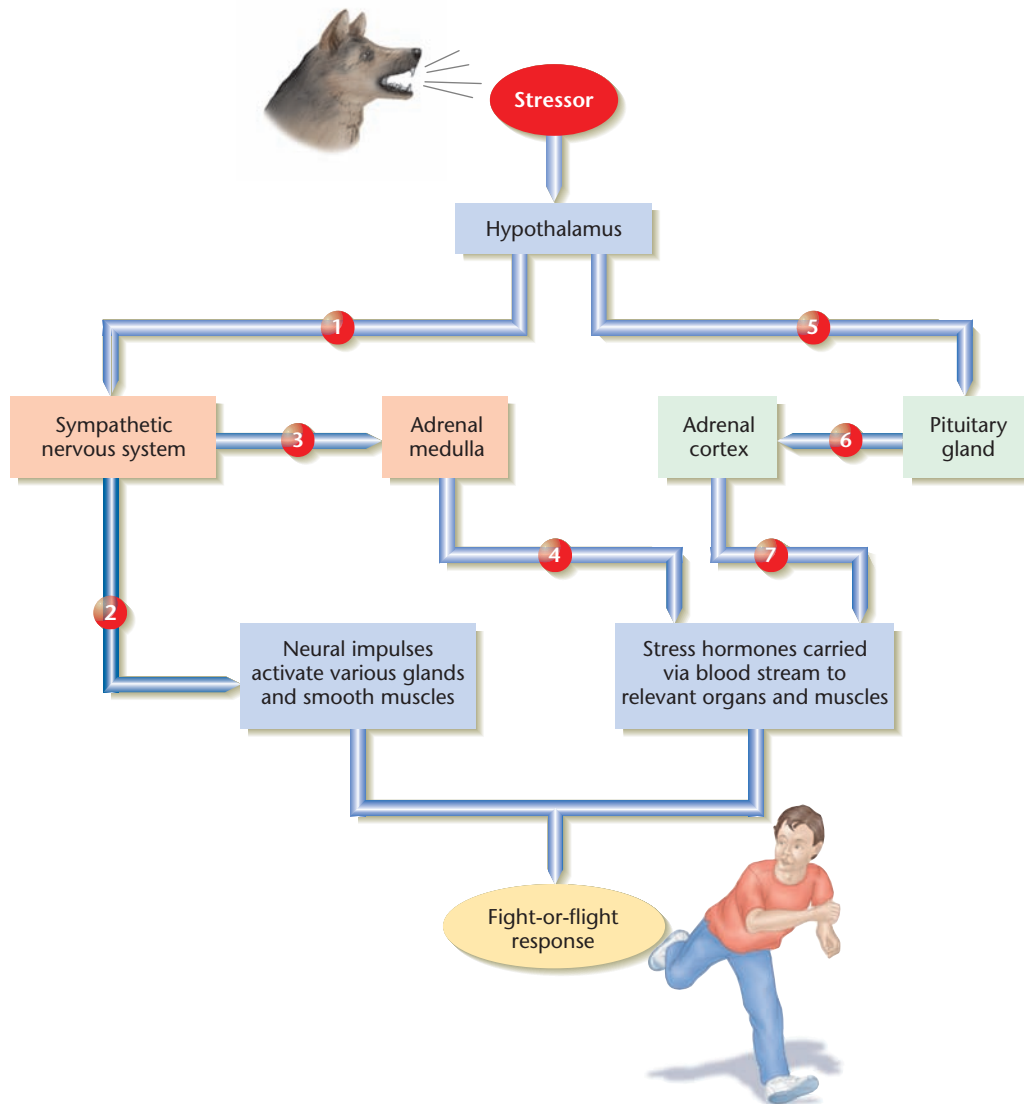 Stressor
Hypothalamus
1
5
Sympathetic
nervous system
3
Adrenal
medulla
Adrenal
cortex
6
Pituitary
gland
4
7
2
Neural impulses
activate various glands
and smooth muscles
Stress hormones carried
via blood stream to
relevant organs and muscles
Fight-or-flight
response